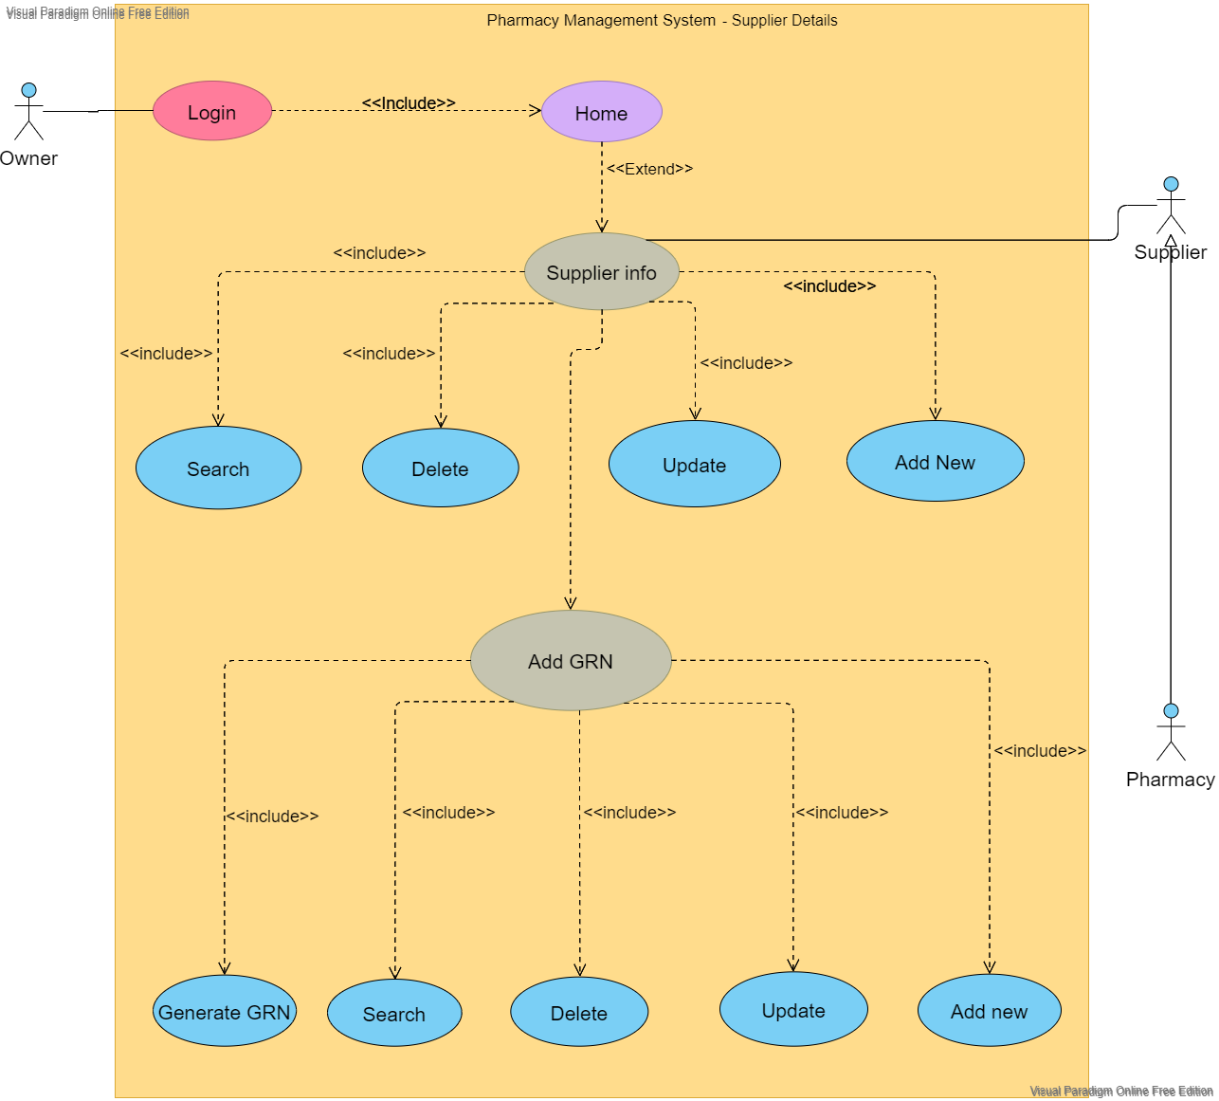 Visual Paradigm Online Free Edition
Pharmacy Management System - Supplier Details
Login
<<Include>>
Home
Owner
<<Extend>>
Supplier
<<include>>
Supplier info
<<include>>
<<include>>
<<include>>
<<include>>
Search
Delete
Update
Add New
Add GRN
<<include>>
Pharmacy
<<include>>
<<include>>
<<include>>
<<include>>
Generate GRN
Search
Delete
Update
Add new
Visual Paradigm Online Free Edition